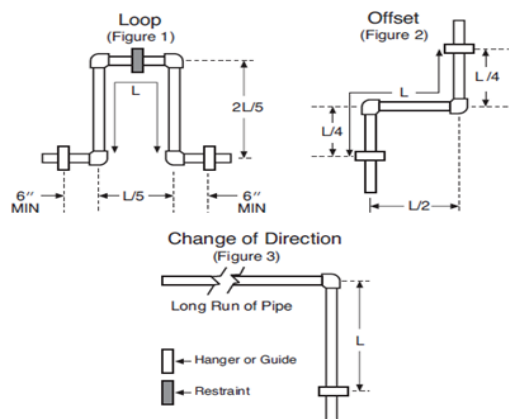 Loop
(Figure 1)
L
2L/5
6″
MIN
L/5
6″
MIN
Offset
(Figure 2)
L/4
L
L/4
L/2
Change of Direction
(Figure 3)
Long Run of Pipe
L
Hanger or Guide
Restraint